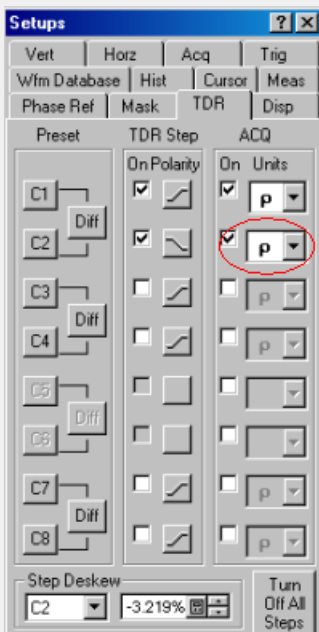 Setups ? X
Vert Horz Acq Trig
Wfm Database Hist Cursor Meas
Phase Ref Mask TDR Disp
Preset TDR Step ACQ
On Polarity On Units
C1 ρ
Diff
C2 ρ
C3 ρ
Diff
C4 ρ
C5
Diff
C6
C7 ρ
Diff
C8 ρ
Step Deskew
C2 -3.219%
Turn
Off All
Steps